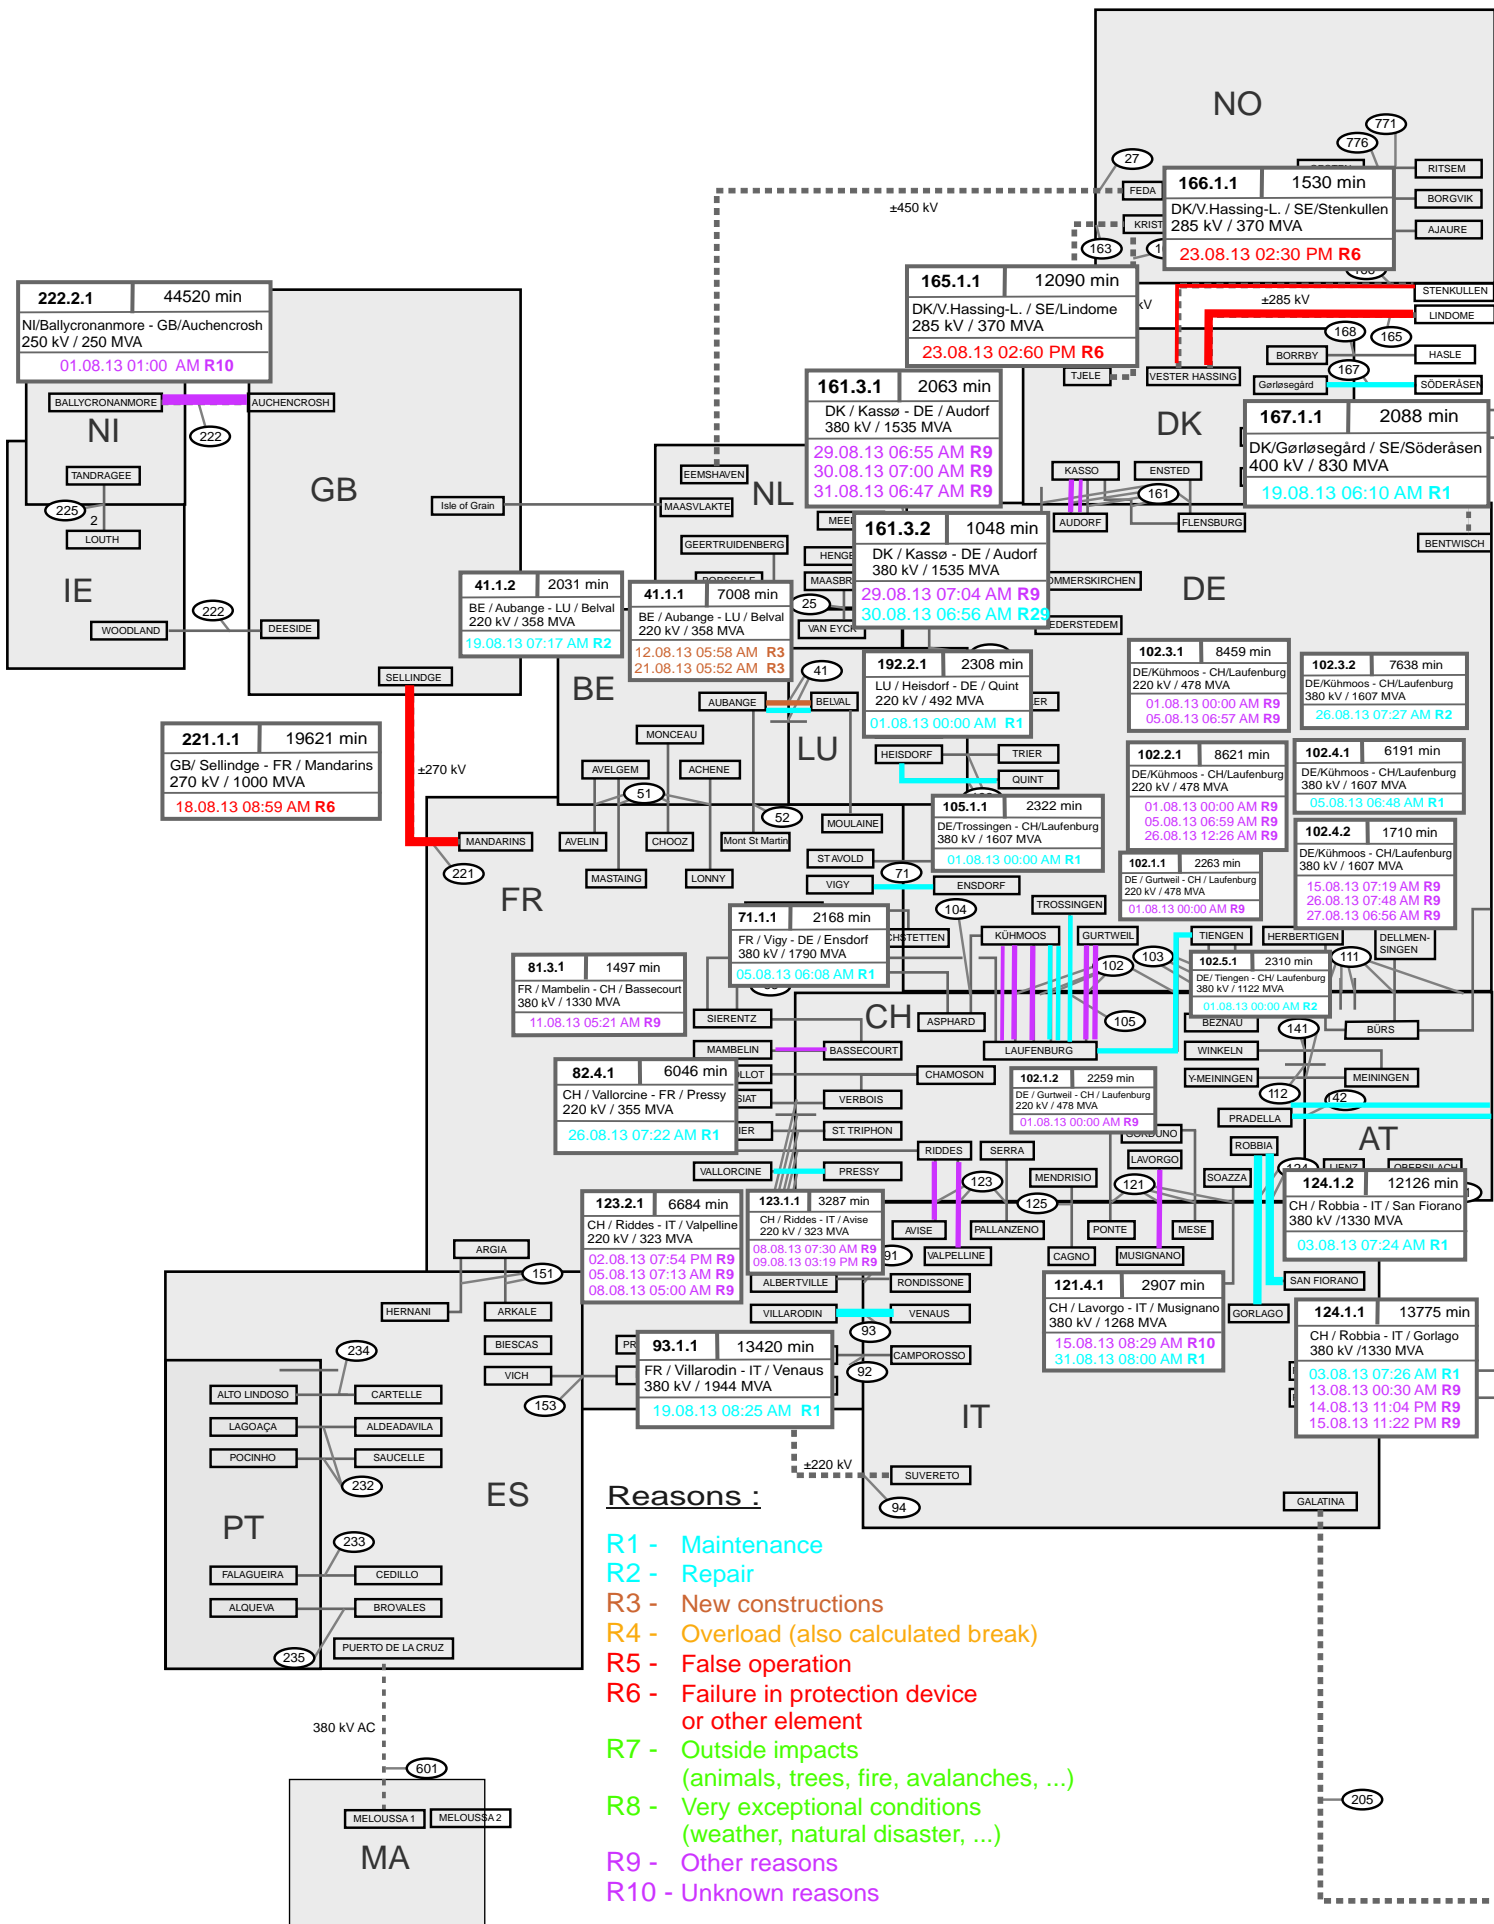 NO
771
776
27
FEDA
RITSEM
BORGVIK
AJAURE
±450 kV
166.1.1 1530 min
DK/V.Hassing-L. / SE/Stenkullen
285 kV / 370 MVA
23.08.13 02:30 PM R6
163
165.1.1 12090 min
DK/V.Hassing-L. / SE/Lindome
285 kV / 370 MVA
23.08.13 02:60 PM R6
STENKULLEN
±285 kV
LINDOME
168
165
BORRBY
HASLE
167
TJELE
VESTER HASSING
Gørløsegård
SÖDERÅSEN
222.2.1 44520 min
NI/Ballycronanmore - GB/Auchencrosh
250 kV / 250 MVA
01.08.13 01:00 AM R10
BALLYCRONANMORE
AUCHENCROSH
222
NI
161.3.1 2063 min
DK / Kassø - DE / Audorf
380 kV / 1535 MVA
29.08.13 06:55 AM R9
30.08.13 07:00 AM R9
31.08.13 06:47 AM R9
DK
167.1.1 2088 min
DK/Gørløsegård / SE/Söderåsen
400 kV / 830 MVA
19.08.13 06:10 AM R1
TANDRAGEE
GB
225
2
LOUTH
IE
Isle of Grain
EEMSHAVEN
NL
MAASVLAKTE
KASSO
ENSTED
161
AUDORF
FLENSBURG
BENTWISCH
GEERTRUIDENBERG
161.3.2 1048 min
DK / Kassø - DE / Audorf
380 kV / 1535 MVA
29.08.13 07:04 AM R9
30.08.13 06:56 AM R29
DE
222
WOODLAND
DEESIDE
41.1.2 2031 min
BE / Aubange - LU / Belval
220 kV / 358 MVA
19.08.13 07:17 AM R2
41.1.1 7008 min
BE / Aubange - LU / Belval
220 kV / 358 MVA
12.08.13 05:58 AM R3
21.08.13 05:52 AM R3
25
VAN EYCK
SELLINDGE
BE
41
AUBANGE
BELVAL
LU
192.2.1 2308 min
LU / Heisdorf - DE / Quint
220 kV / 492 MVA
01.08.13 00:00 AM R1
102.3.1 8459 min
DE/Kühmoos - CH/Laufenburg
220 kV / 478 MVA
01.08.13 00:00 AM R9
05.08.13 06:57 AM R9
102.3.2 7638 min
DE/Kühmoos - CH/Laufenburg
380 kV / 1607 MVA
26.08.13 07:27 AM R2
221.1.1 19621 min
GB/ Sellindge - FR / Mandarins
270 kV / 1000 MVA
18.08.13 08:59 AM R6
±270 kV
MONCEAU
AVELGEM
ACHENE
51
52
HEISDORF
TRIER
QUINT
102.2.1 8621 min
DE/Kühmoos - CH/Laufenburg
220 kV / 478 MVA
01.08.13 00:00 AM R9
05.08.13 06:59 AM R9
26.08.13 12:26 AM R9
102.4.1 6191 min
DE/Kühmoos - CH/Laufenburg
380 kV / 1607 MVA
05.08.13 06:48 AM R1
102.4.2 1710 min
DE/Kühmoos - CH/Laufenburg
380 kV / 1607 MVA
15.08.13 07:19 AM R9
26.08.13 07:48 AM R9
27.08.13 06:56 AM R9
105.1.1 2322 min
DE/Trossingen - CH/Laufenburg
380 kV / 1607 MVA
01.08.13 00:00 AM R1
102.1.1 2263 min
DE / Gurtweil - CH / Laufenburg
220 kV / 478 MVA
01.08.13 00:00 AM R9
MANDARINS
221
AVELIN
CHOOZ
Mont St Martin
MOULAINE
MASTAING
LONNY
ST AVOLD
71
VIGY
ENSDORF
FR
TROSSINGEN
104
71.1.1 2168 min
FR / Vigy - DE / Ensdorf
380 kV / 1790 MVA
05.08.13 06:08 AM R1
KÜHMOOS
GURTWEIL
TIENGEN
HERBERTIGEN
DELLMEN-
SINGEN
102
103
111
102.5.1 2310 min
DE/ Tiengen - CH/ Laufenburg
380 kV / 1122 MVA
01.08.13 00:00 AM R2
81.3.1 1497 min
FR / Mambelin - CH / Bassecourt
380 kV / 1330 MVA
11.08.13 05:21 AM R9
SIERENTZ
CH
ASPHARD
105
BEZNAU
141
BÜRS
MAMBELIN
BASSECOURT
LAUFENBURG
WINKELN
82.4.1 6046 min
CH / Vallorcine - FR / Pressy
220 kV / 355 MVA
26.08.13 07:22 AM R1
CHAMOSON
VERBOIS
ST. TRIPHON
102.1.2 2259 min
DE / Gurtweil - CH / Laufenburg
220 kV / 478 MVA
01.08.13 00:00 AM R9
Y-MEININGEN
MEININGEN
112
142
PRADELLA
AT
VALLORCINE
PRESSY
RIDDES
SERRA
LAVORGO
ROBBIA
MENDRISIO
SOAZZA
123
125
121
123.2.1 6684 min
CH / Riddes - IT / Valpelline
220 kV / 323 MVA
02.08.13 07:54 PM R9
05.08.13 07:13 AM R9
08.08.13 05:00 AM R9
123.1.1 3287 min
CH / Riddes - IT / Avise
220 kV / 323 MVA
08.08.13 07:30 AM R9
09.08.13 03:19 PM R9
124.1.2 12126 min
CH / Robbia - IT / San Fiorano
380 kV /1330 MVA
03.08.13 07:24 AM R1
AVISE
PALLANZENO
PONTE
MESE
VALPELLINE
CAGNO
MUSIGNANO
91
ARGIA
151
HERNANI
ARKALE
ALBERTVILLE
RONDISSONE
121.4.1 2907 min
CH / Lavorgo - IT / Musignano
380 kV / 1268 MVA
15.08.13 08:29 AM R10
31.08.13 08:00 AM R1
SAN FIORANO
GORLAGO
VILLARODIN
VENAUS
93
124.1.1 13775 min
CH / Robbia - IT / Gorlago
380 kV /1330 MVA
03.08.13 07:26 AM R1
13.08.13 00:30 AM R9
14.08.13 11:04 PM R9
15.08.13 11:22 PM R9
BIESCAS
234
VICH
153
93.1.1 13420 min
FR / Villarodin - IT / Venaus
380 kV / 1944 MVA
19.08.13 08:25 AM R1
CAMPOROSSO
92
IT
ALTO LINDOSO
CARTELLE
LAGOAÇA
ALDEADAVILA
POCINHO
SAUCELLE
232
±220 kV
SUVERETO
94
GALATINA
PT
ES
233
FALAGUEIRA
CEDILLO
ALQUEVA
BROVALES
235
PUERTO DE LA CRUZ
380 kV AC
601
MELOUSSA 1
MELOUSSA 2
MA
205
Reasons :
R1 - Maintenance
R2 - Repair
R3 - New constructions
R4 - Overload (also calculated break)
R5 - False operation
R6 - Failure in protection device
or other element
R7 - Outside impacts
(animals, trees, fire, avalanches, ...)
R8 - Very exceptional conditions
(weather, natural disaster, ...)
R9 - Other reasons
R10 - Unknown reasons